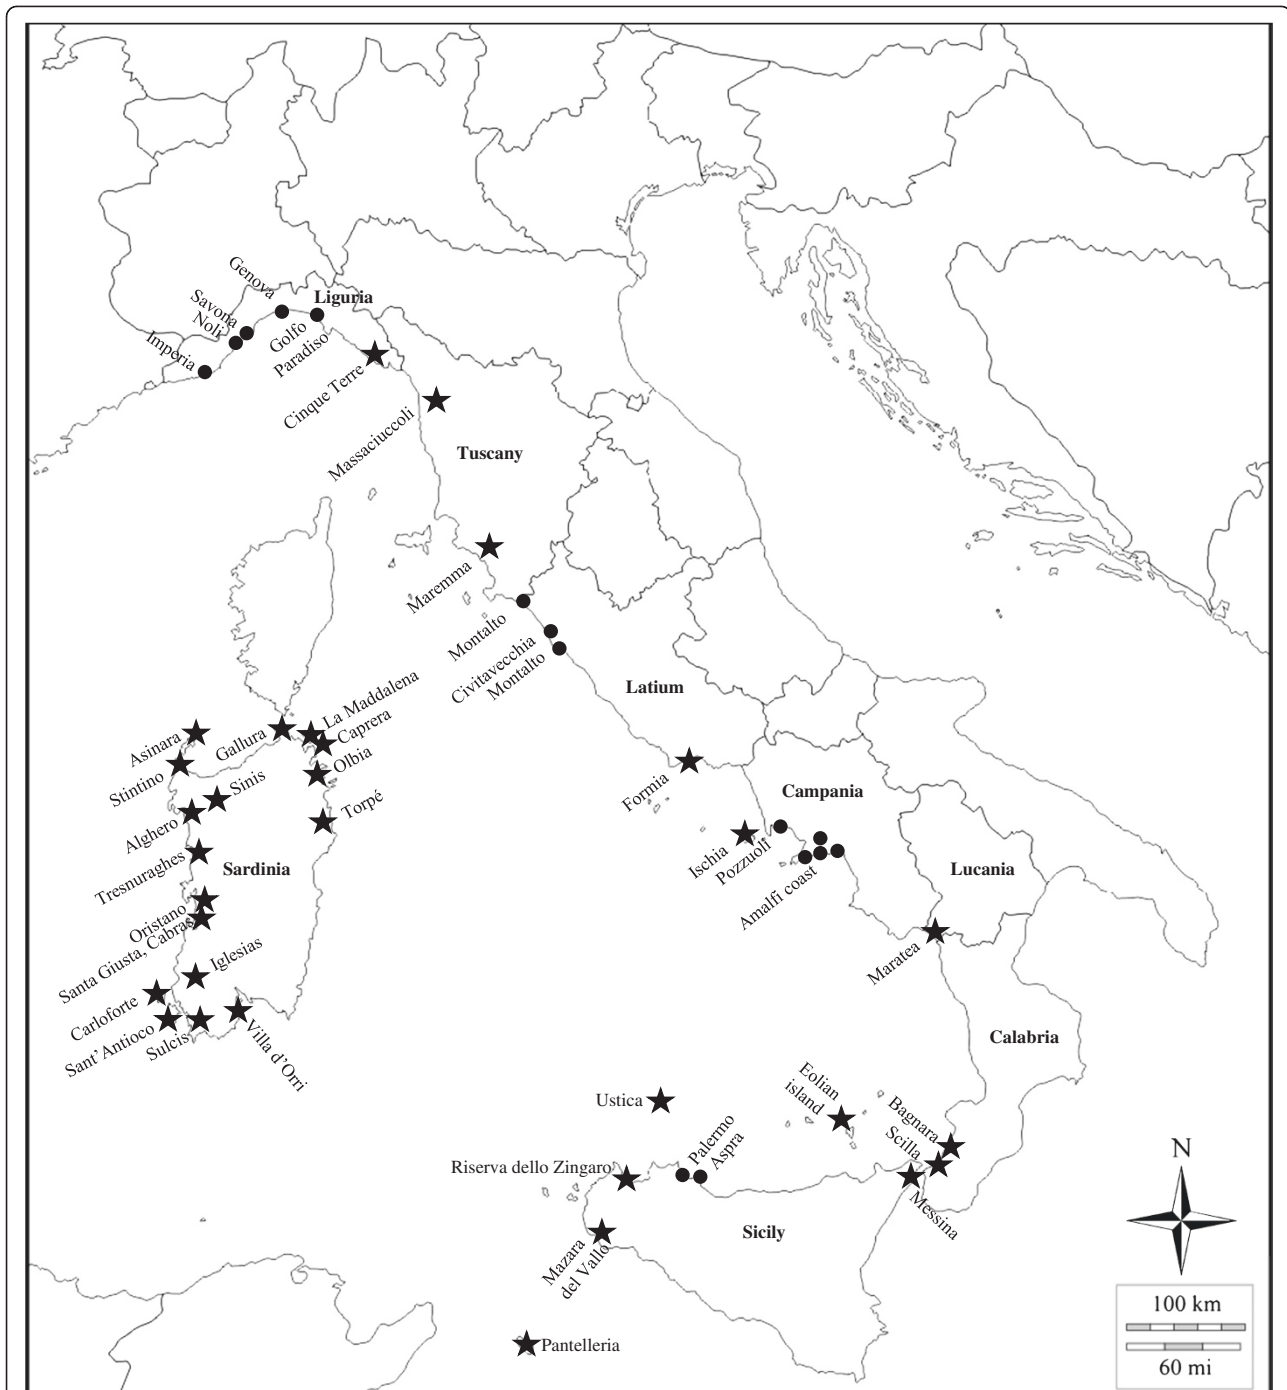 Genova
Liguria
Savona
Noli
Golfo
Paradiso
Imperia
Cinque Terre
Massaciuccoli
Tuscany
Maremma
Montalto
Civitavecchia
Montalto
Latium
La Maddalena
Caprera
Gallura
Asinara
Olbia
Stintino
Sinis
Formia
Campania
Torpé
Alghero
Ischia
Pozzuoli
Tresnuraghes
Sardinia
Amalfi coast
Lucania
Oristano
Santa Giusta, Cabras
Maratea
Iglesias
Carloforte
Sant'Antioco
Sulcis
Villa d'Orri
Calabria
Eolian
island
Ustica
Bagnara
Scilla
Palermo
Aspra
N
Riserva dello Zingaro
Messina
Sicily
Mazara
del Vallo
100 km
Pantelleria
60 mi